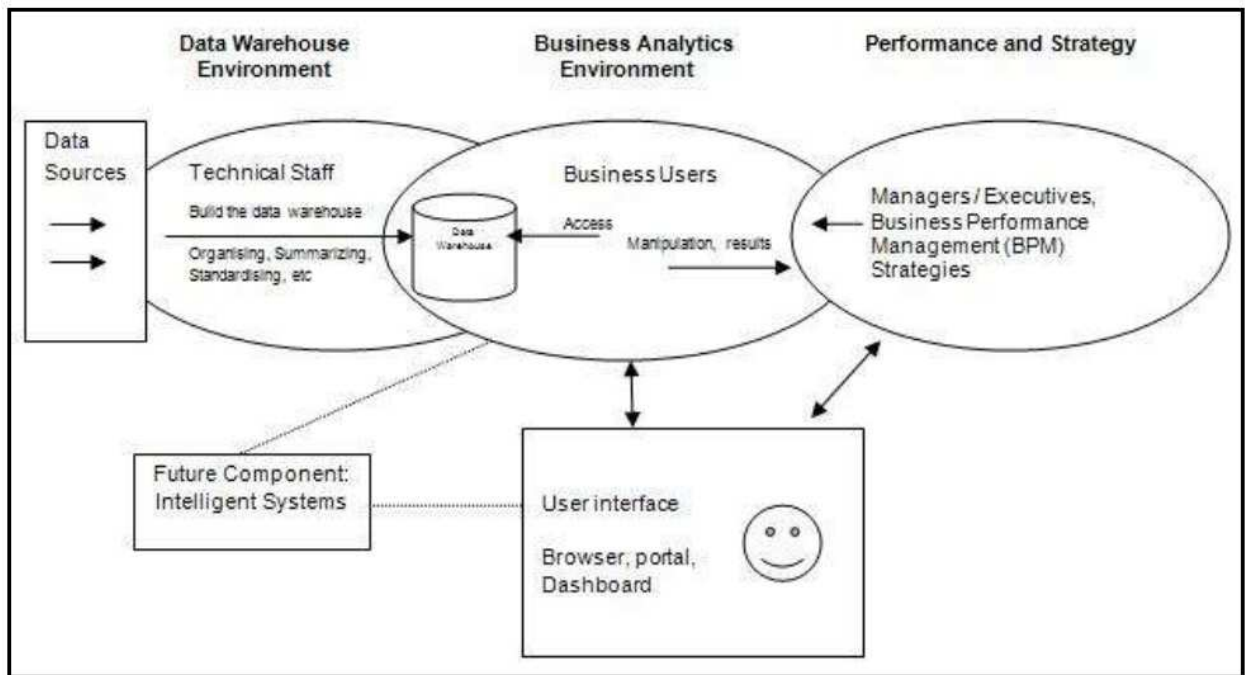 Data Warehouse
Environment
Business Analytics
Environment
Performance and Strategy
Data
Sources
Technical Staff
Build the data warehouse
Organising, Summarizing,
Standardising, etc
Data
Warehouse
Business Users
Access
Manipulation, results
Managers / Executives,
Business Performance
Management (BPM)
Strategies
Future Component:
Intelligent Systems
User interface
Browser, portal,
Dashboard